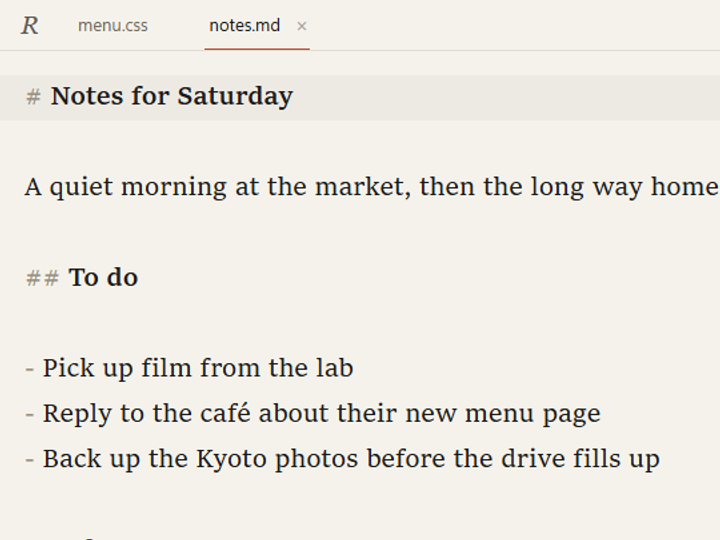 R menu.css notes.md ×
# Notes for Saturday
A quiet morning at the market, then the long way home
## To do
- Pick up film from the lab
- Reply to the café about their new menu page
- Back up the Kyoto photos before the drive fills up